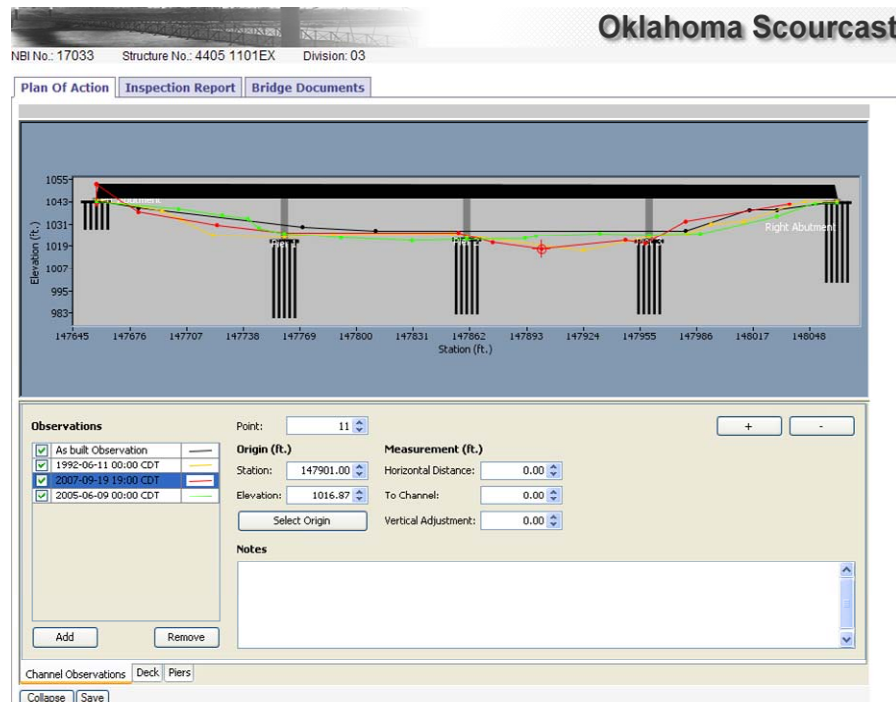 Oklahoma Scourcast
NBI No.: 17033 Structure No.: 4405 1101EX Division: 03
Plan Of Action Inspection Report Bridge Documents
1055
1043
1031
1019
1007
995
983
Elevation (ft.)
Right Abutment
147645 147676 147707 147738 147769 147800 147831 147862 147893 147924 147955 147986 148017 148048
Station (ft.)
Observations
Point: 11
+ -
As built Observation
1992-06-11 00:00 CDT
2007-09-19 19:00 CDT
2005-06-09 00:00 CDT
Origin (ft.) Measurement (ft.)
Station: 147901.00 Horizontal Distance: 0.00
Elevation: 1016.87 To Channel: 0.00
Select Origin Vertical Adjustment: 0.00
Notes
Add Remove
Channel Observations Deck Piers
Collapse Save